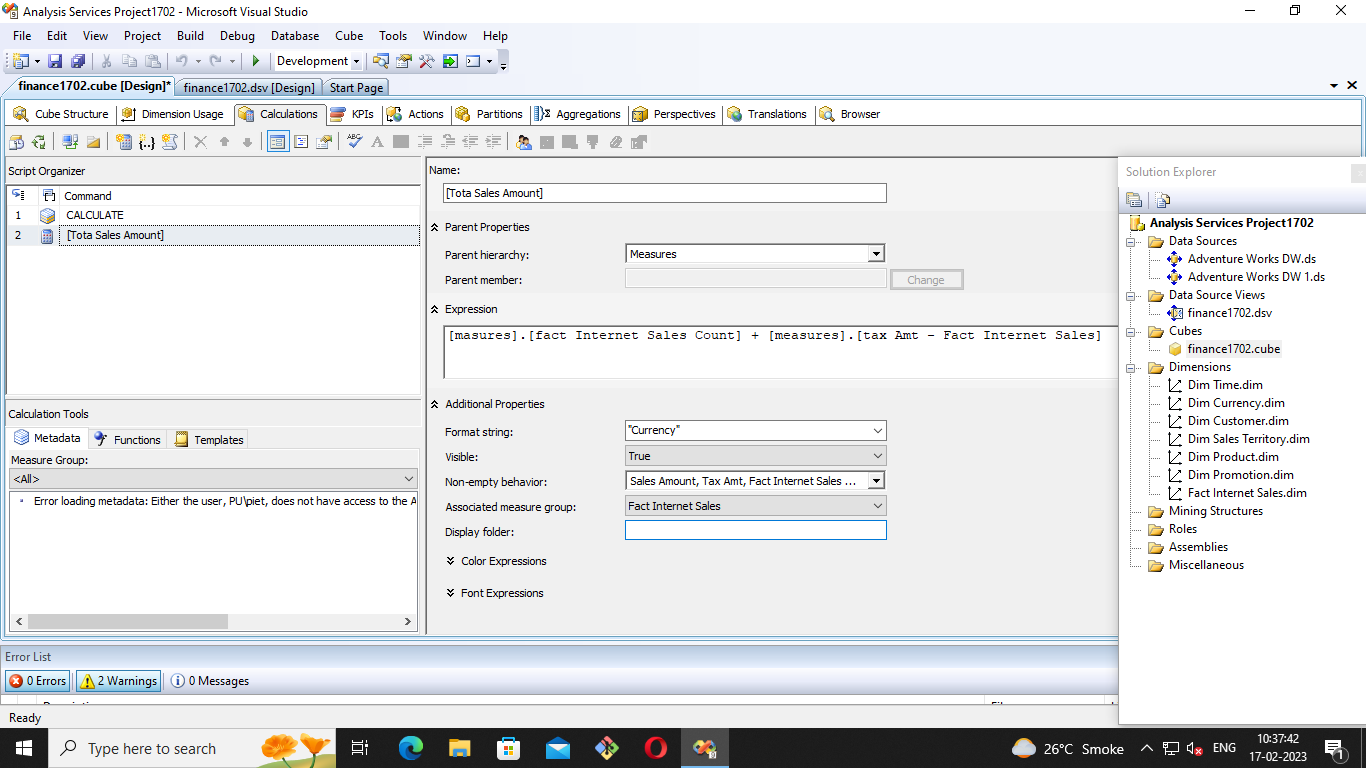 Analysis Services Project1702 - Microsoft Visual Studio
File Edit View Project Build Debug Database Cube Tools Window Help
Development
finance1702.cube [Design]* finance1702.dsv [Design] Start Page
Cube Structure Dimension Usage Calculations KPIs Actions Partitions Aggregations Perspectives Translations Browser
Script Organizer
Command
1 CALCULATE
2 [Tota Sales Amount]
Calculation Tools
Metadata Functions Templates
Measure Group:
<All>
Error loading metadata: Either the user, PU\piet, does not have access to the A
Name:
[Tota Sales Amount]
Parent Properties
Parent hierarchy: Measures
Parent member: Change
Expression
[masures].[fact Internet Sales Count] + [measures].[tax Amt - Fact Internet Sales]
Additional Properties
Format string: "Currency"
Visible: True
Non-empty behavior: Sales Amount, Tax Amt, Fact Internet Sales ...
Associated measure group: Fact Internet Sales
Display folder:
Color Expressions
Font Expressions
Solution Explorer
Analysis Services Project1702
Data Sources
Adventure Works DW.ds
Adventure Works DW 1.ds
Data Source Views
finance1702.dsv
Cubes
finance1702.cube
Dimensions
Dim Time.dim
Dim Currency.dim
Dim Customer.dim
Dim Sales Territory.dim
Dim Product.dim
Dim Promotion.dim
Fact Internet Sales.dim
Mining Structures
Roles
Assemblies
Miscellaneous
Error List
0 Errors 2 Warnings 0 Messages
Ready
Type here to search
26°C Smoke
ENG
10:37:42
17-02-2023
1